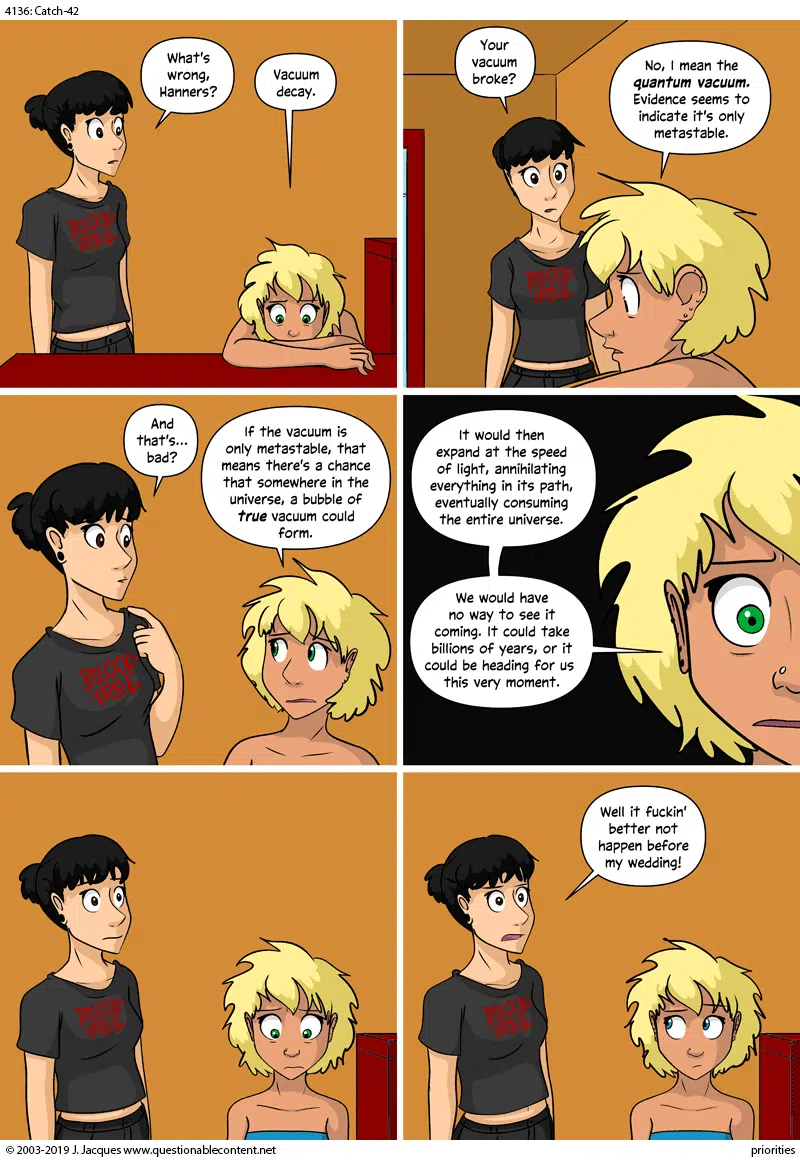 4136: Catch-42
What's
wrong,
Hanners?
Vacuum
decay.
BLOOD
Your
vacuum
broke?
No, I mean the
quantum vacuum.
Evidence seems to
indicate it's only
metastable.
BLOOD
And
that's...
bad?
If the vacuum is
only metastable, that
means there's a chance
that somewhere in the
universe, a bubble of
true vacuum could
form.
BLOOD
It would then
expand at the speed
of light, annihilating
everything in its path,
eventually consuming
the entire universe.
We would have
no way to see it
coming. It could take
billions of years, or it
could be heading for us
this very moment.
BLOOD
Well it fuckin'
better not
happen before
my wedding!
BLOOD
© 2003-2019 J. Jacques www.questionablecontent.net
priorities